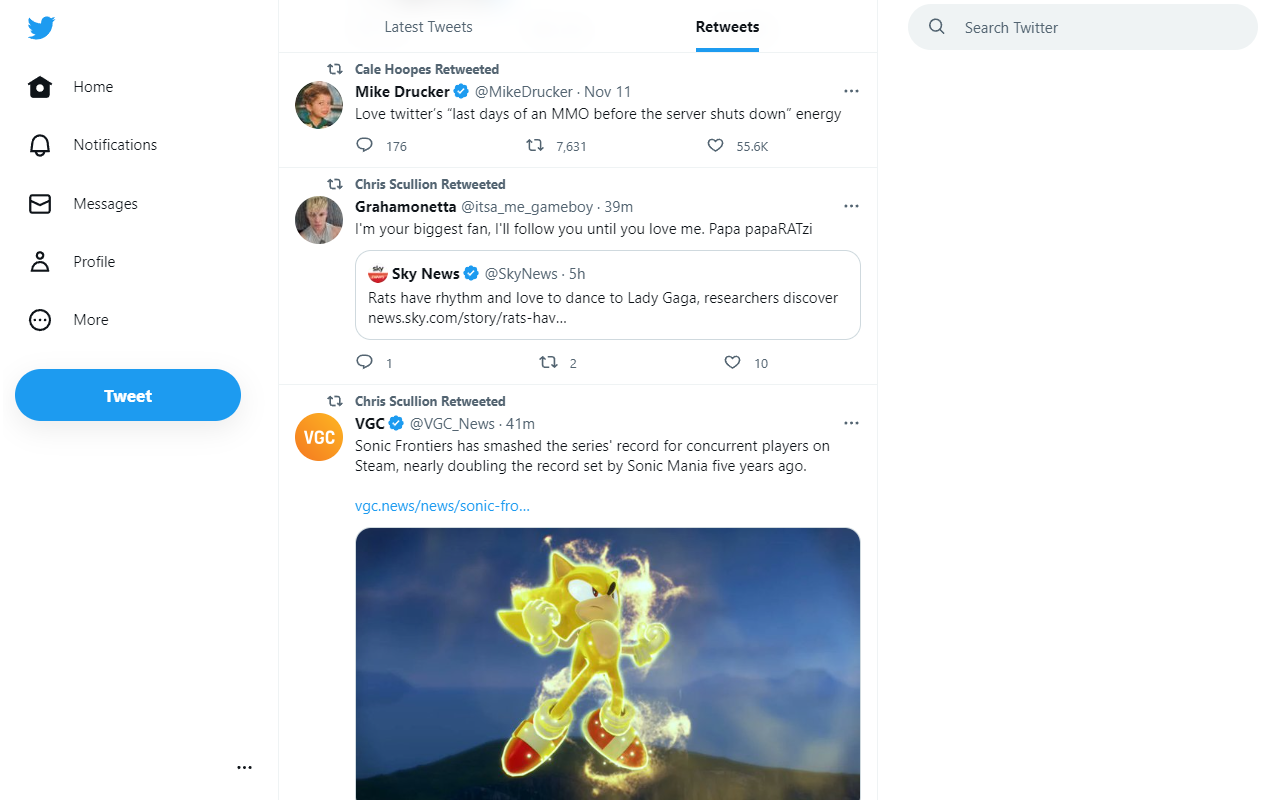 Latest Tweets
Retweets
Search Twitter
Home
Notifications
Messages
Profile
More
Tweet
Cale Hoopes Retweeted
Mike Drucker @MikeDrucker · Nov 11
Love twitter’s “last days of an MMO before the server shuts down” energy
176
7,631
55.6K
Chris Scullion Retweeted
Grahamonetta @itsa_me_gameboy · 39m
I'm your biggest fan, I'll follow you until you love me. Papa papaRATzi
sky
Sky News @SkyNews · 5h
Rats have rhythm and love to dance to Lady Gaga, researchers discover
news.sky.com/story/rats-hav…
1
2
10
Chris Scullion Retweeted
VGC
VGC @VGC_News · 41m
Sonic Frontiers has smashed the series' record for concurrent players on
Steam, nearly doubling the record set by Sonic Mania five years ago.
vgc.news/news/sonic-fro…